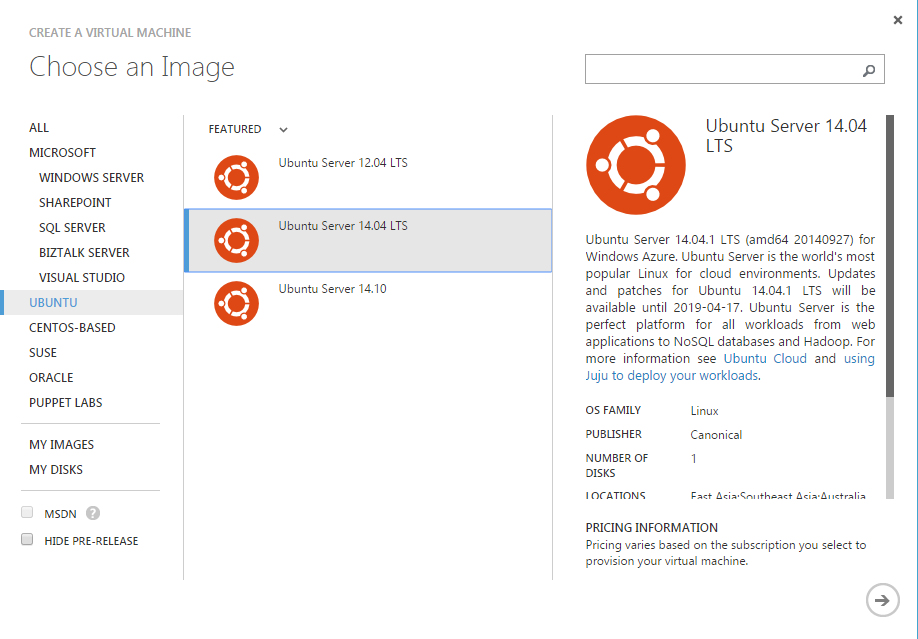 CREATE A VIRTUAL MACHINE
Choose an Image
ALL
MICROSOFT
WINDOWS SERVER
SHAREPOINT
SQL SERVER
BIZTALK SERVER
VISUAL STUDIO
UBUNTU
CENTOS-BASED
SUSE
ORACLE
PUPPET LABS
MY IMAGES
MY DISKS
MSDN ?
HIDE PRE-RELEASE
FEATURED
Ubuntu Server 12.04 LTS
Ubuntu Server 14.04 LTS
Ubuntu Server 14.10
Ubuntu Server 14.04
LTS
Ubuntu Server 14.04.1 LTS (amd64 20140927) for
Windows Azure. Ubuntu Server is the world's most
popular Linux for cloud environments. Updates
and patches for Ubuntu 14.04.1 LTS will be
available until 2019-04-17. Ubuntu Server is the
perfect platform for all workloads from web
applications to NoSQL databases and Hadoop. For
more information see Ubuntu Cloud and using
Juju to deploy your workloads.
OS FAMILY Linux
PUBLISHER Canonical
NUMBER OF 1
DISKS
LOCATIONS East Asia;Southeast Asia;Australia
PRICING INFORMATION
Pricing varies based on the subscription you select to
provision your virtual machine.